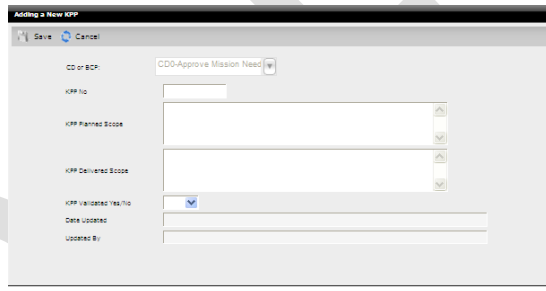 Adding a New KPP
Save Cancel
CD or BCP: CD0-Approve Mission Need
KPP No
KPP Planned Scope
KPP Delivered Scope
KPP Validated Yes/No
Date Updated
Updated By